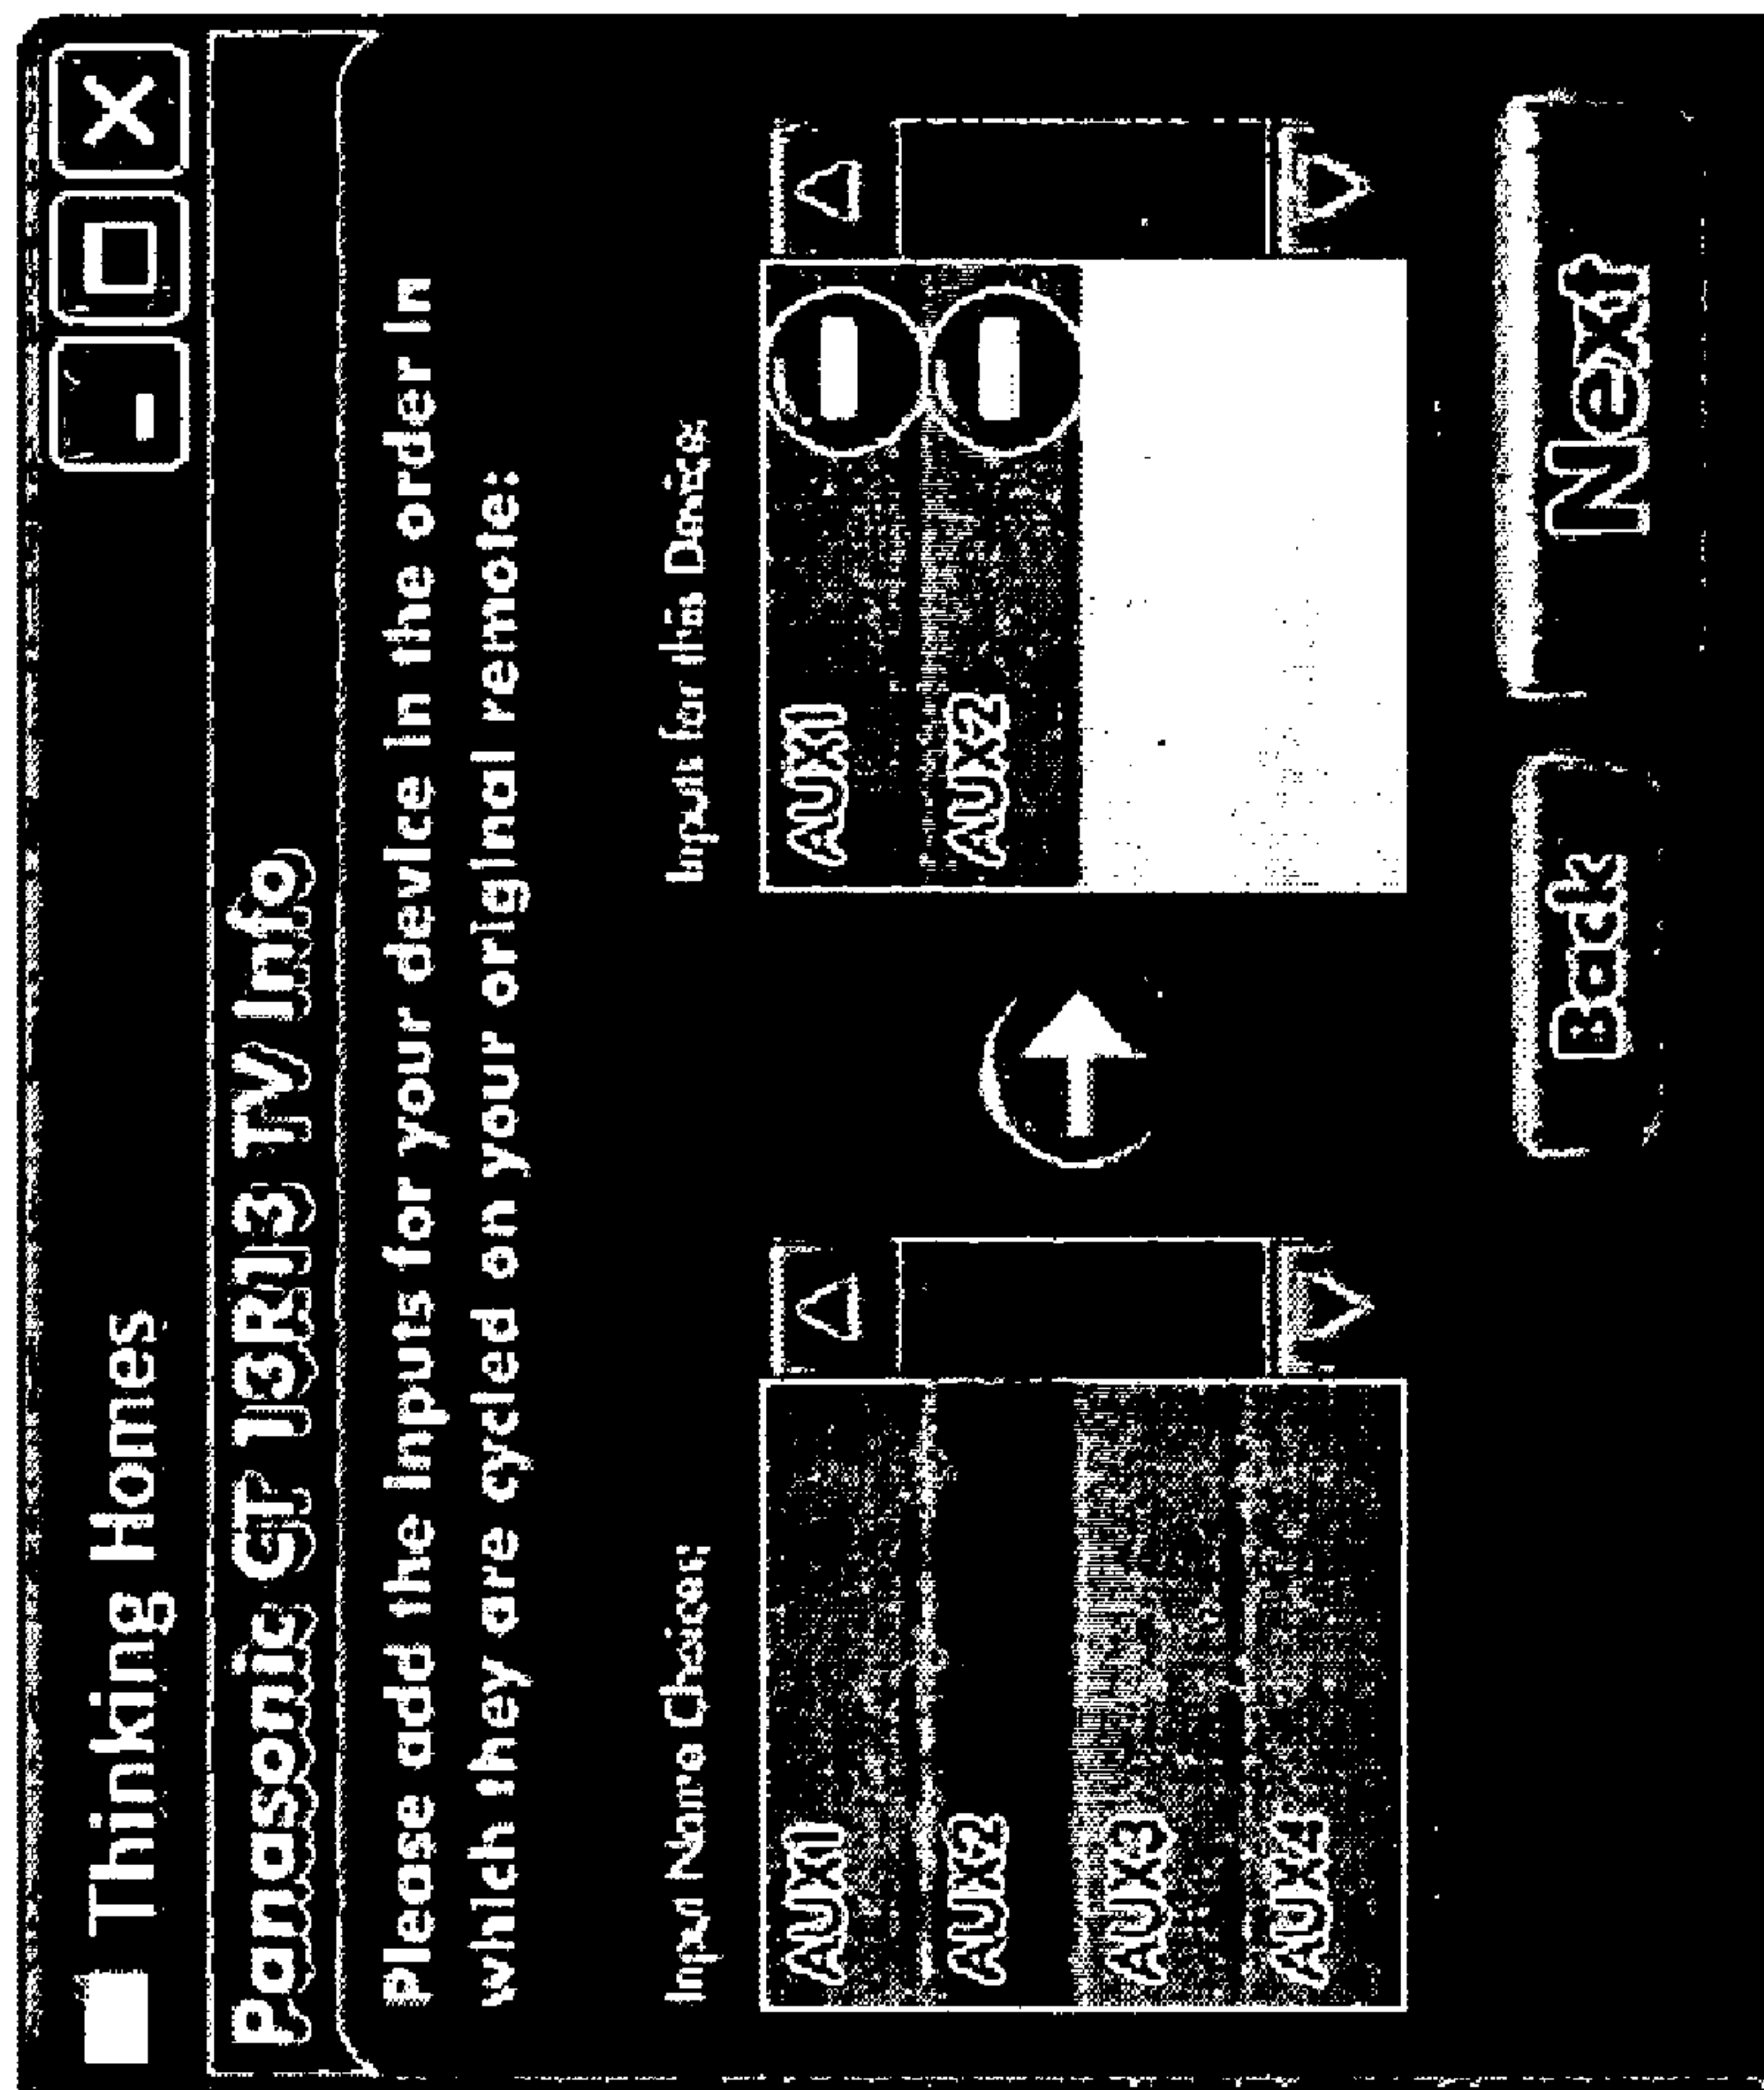 Thinking Homes
Panasonic CT 13R13 TV Info
Please add the inputs for your device in the order in
which they are cycled on your original remote:
Input Name Choices:
AUX1
AUX2
AUX3
AUX4
Inputs for this Device:
AUX1
AUX2
Back
Next